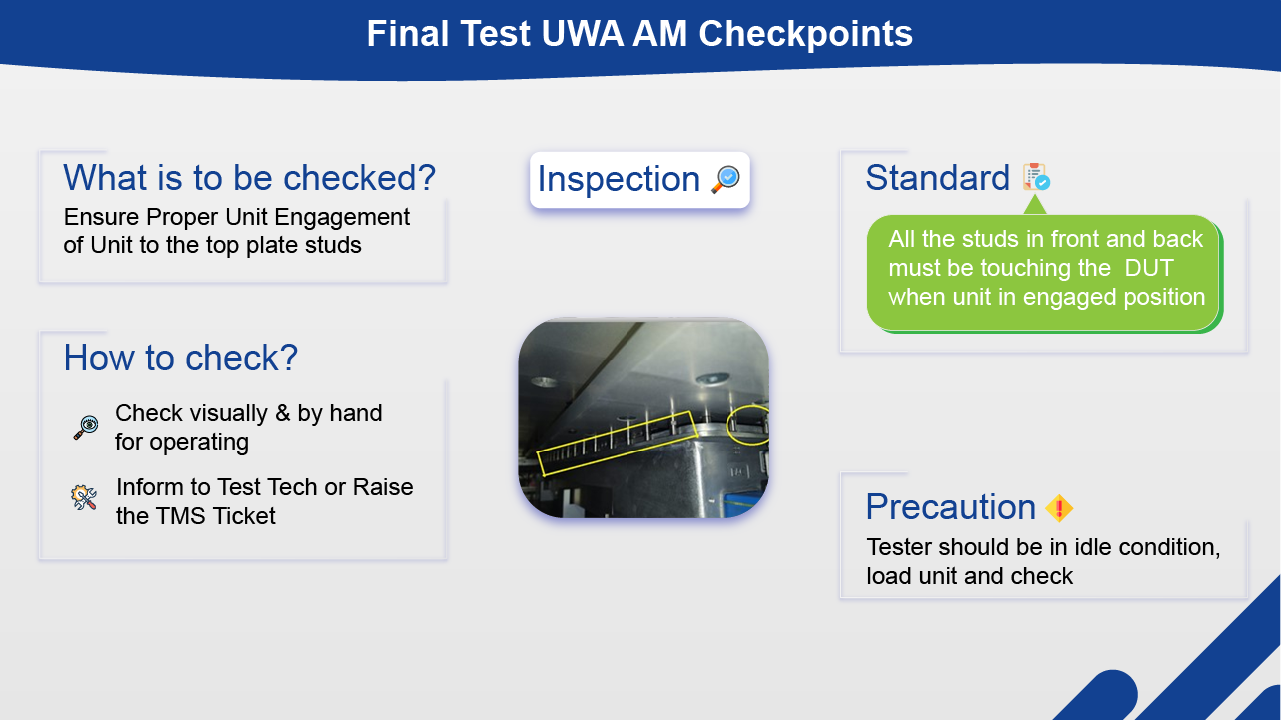 Final Test UWA AM Checkpoints
What is to be checked?
Ensure Proper Unit Engagement
of Unit to the top plate studs
How to check?
Check visually & by hand
for operating
Inform to Test Tech or Raise
the TMS Ticket
Inspection
Standard
All the studs in front and back
must be touching the  DUT
when unit in engaged position
Precaution
Tester should be in idle condition,
load unit and check